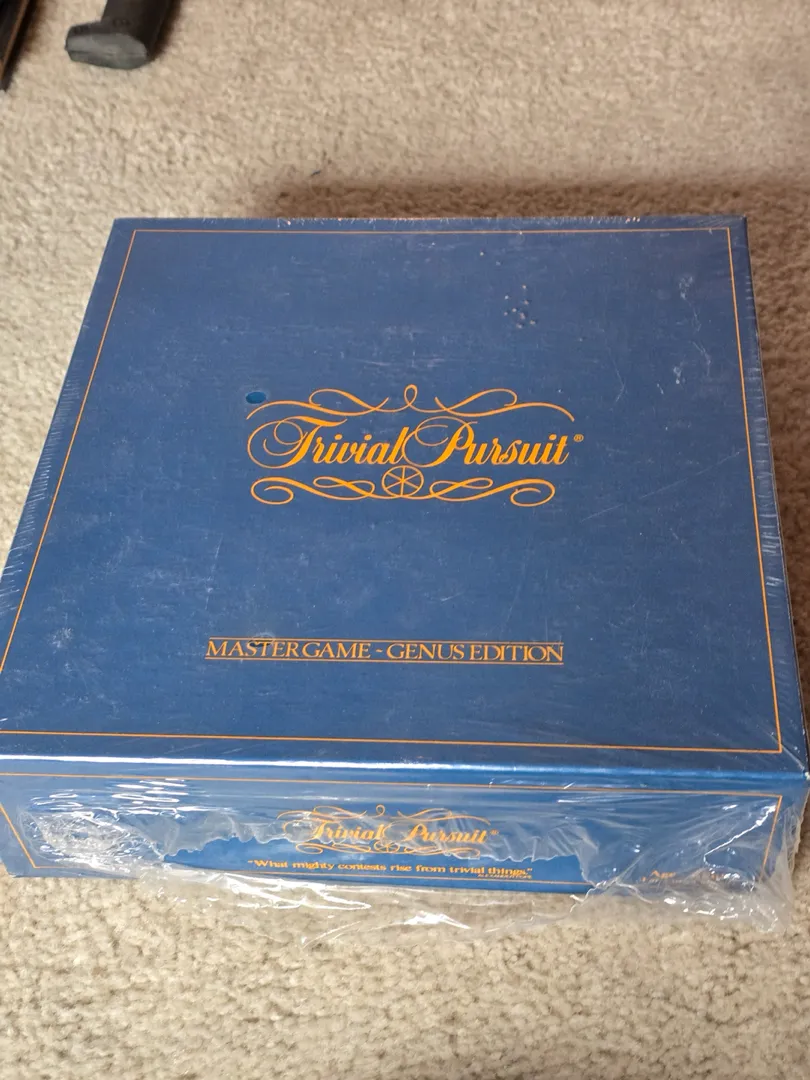 Trivial Pursuit®
MASTER GAME - GENUS EDITION
Trivial Pursuit®
"What mighty contests rise from trivial things."